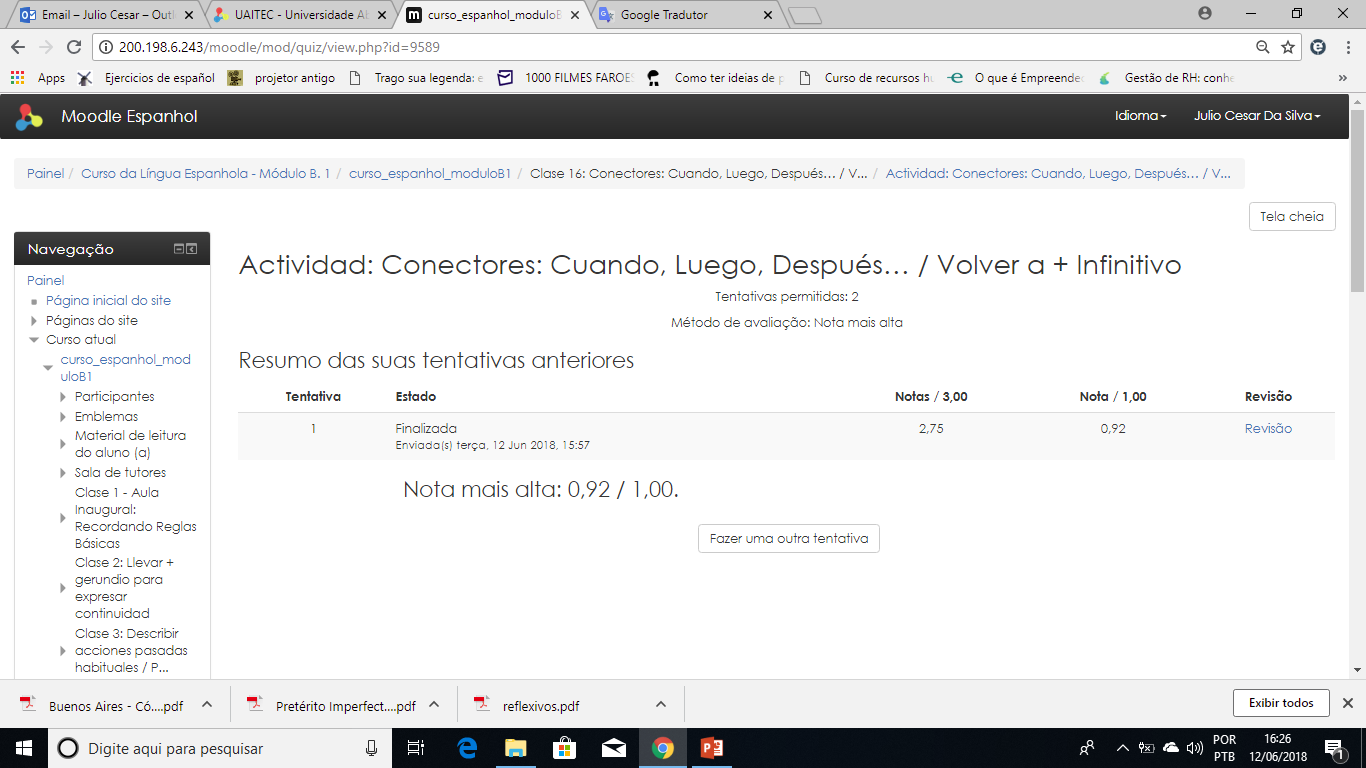 Email – Julio Cesar – Outl
UAITEC - Universidade Ab
curso_espanhol_moduloB
Google Tradutor
200.198.6.243/moodle/mod/quiz/view.php?id=9589
Apps
Ejercicios de español
projetor antigo
Trago sua legenda: e
1000 FILMES FAROES
Como ter ideias de p
Curso de recursos hu
O que é Empreende
Gestão de RH: conhe
»
Moodle Espanhol
Idioma
Julio Cesar Da Silva
Painel / Curso da Língua Espanhola - Módulo B. 1 / curso_espanhol_moduloB1 / Clase 16: Conectores: Cuando, Luego, Después… / V... / Actividad: Conectores: Cuando, Luego, Después… / V...
Tela cheia
Navegação
Painel
Página inicial do site
Páginas do site
Curso atual
curso_espanhol_mod
uloB1
Participantes
Emblemas
Material de leitura
do aluno (a)
Sala de tutores
Clase 1 - Aula
Inaugural:
Recordando Reglas
Básicas
Clase 2: Llevar +
gerundio para
expresar
continuidad
Clase 3: Describir
acciones pasadas
habituales / P...
Actividad: Conectores: Cuando, Luego, Después… / Volver a + Infinitivo
Tentativas permitidas: 2
Método de avaliação: Nota mais alta
Resumo das suas tentativas anteriores
Tentativa Estado Notas / 3,00 Nota / 1,00 Revisão
1 Finalizada 2,75 0,92 Revisão
Enviada(s) terça, 12 Jun 2018, 15:57
Nota mais alta: 0,92 / 1,00.
Fazer uma outra tentativa
Buenos Aires - Có....pdf
Pretérito Imperfect....pdf
reflexivos.pdf
Exibir todos
Digite aqui para pesquisar
POR
PTB
16:26
12/06/2018
1